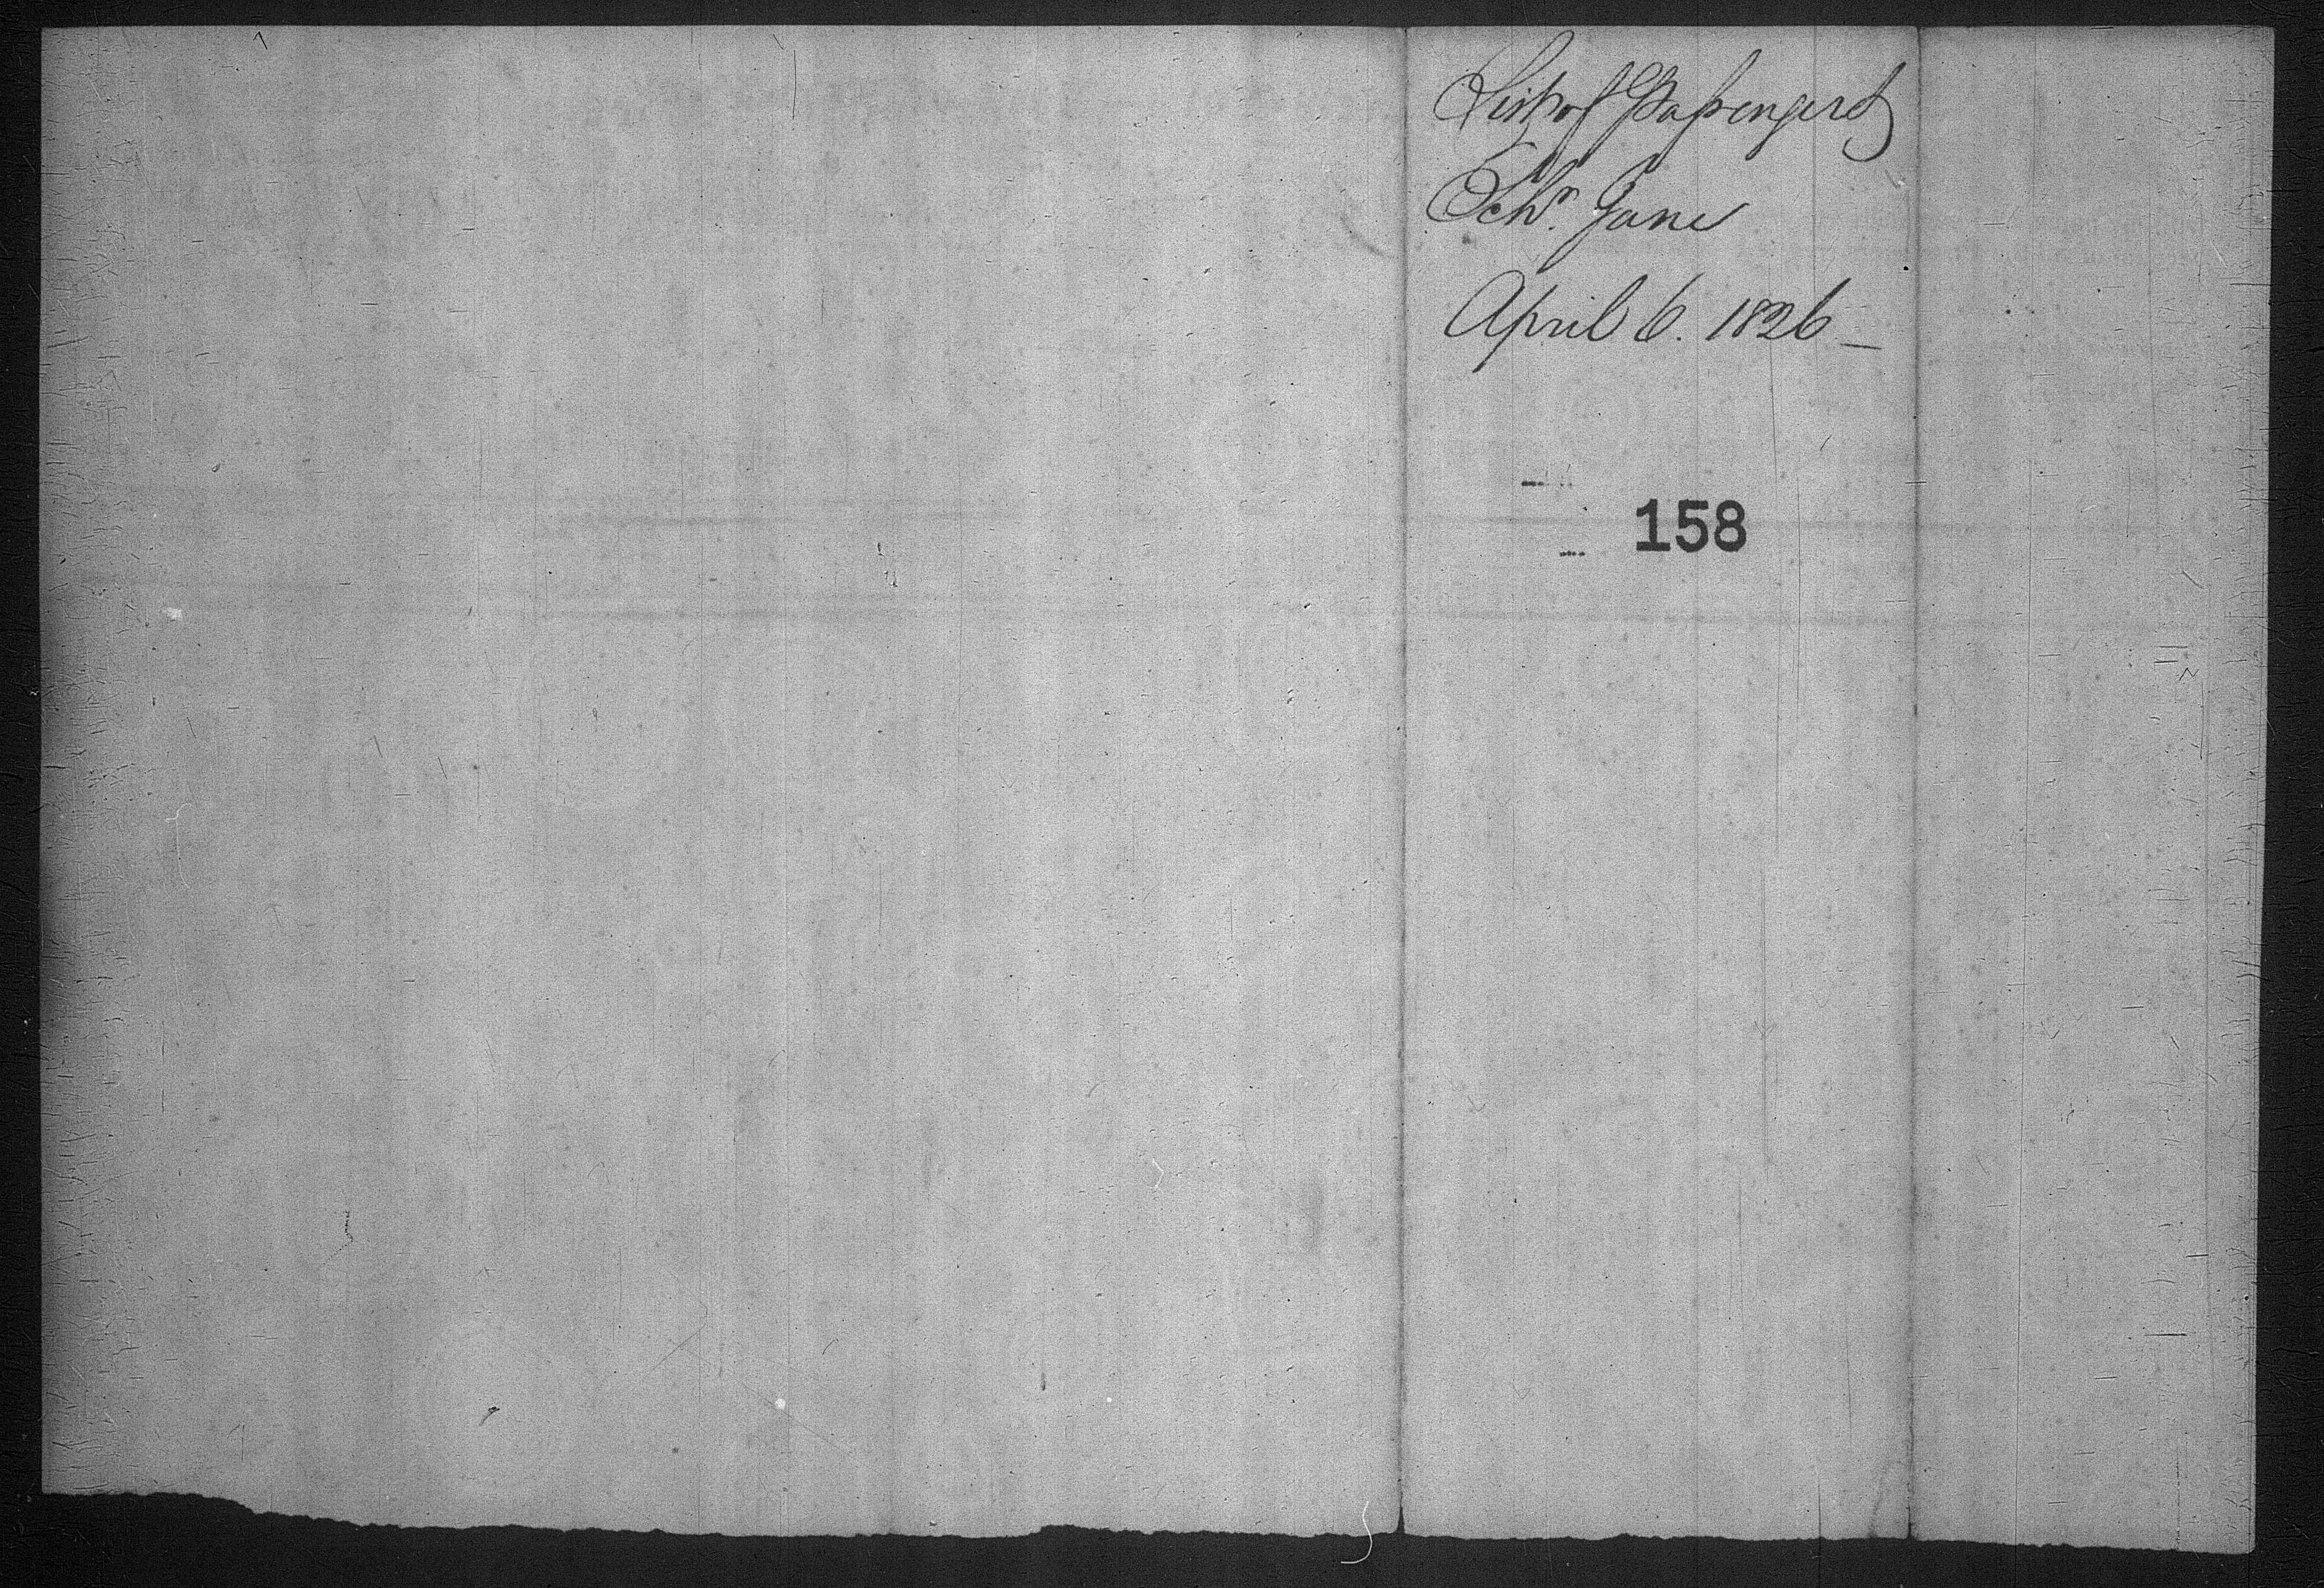 List of Passengers
Schr. Jane
April 6. 1826 —
158